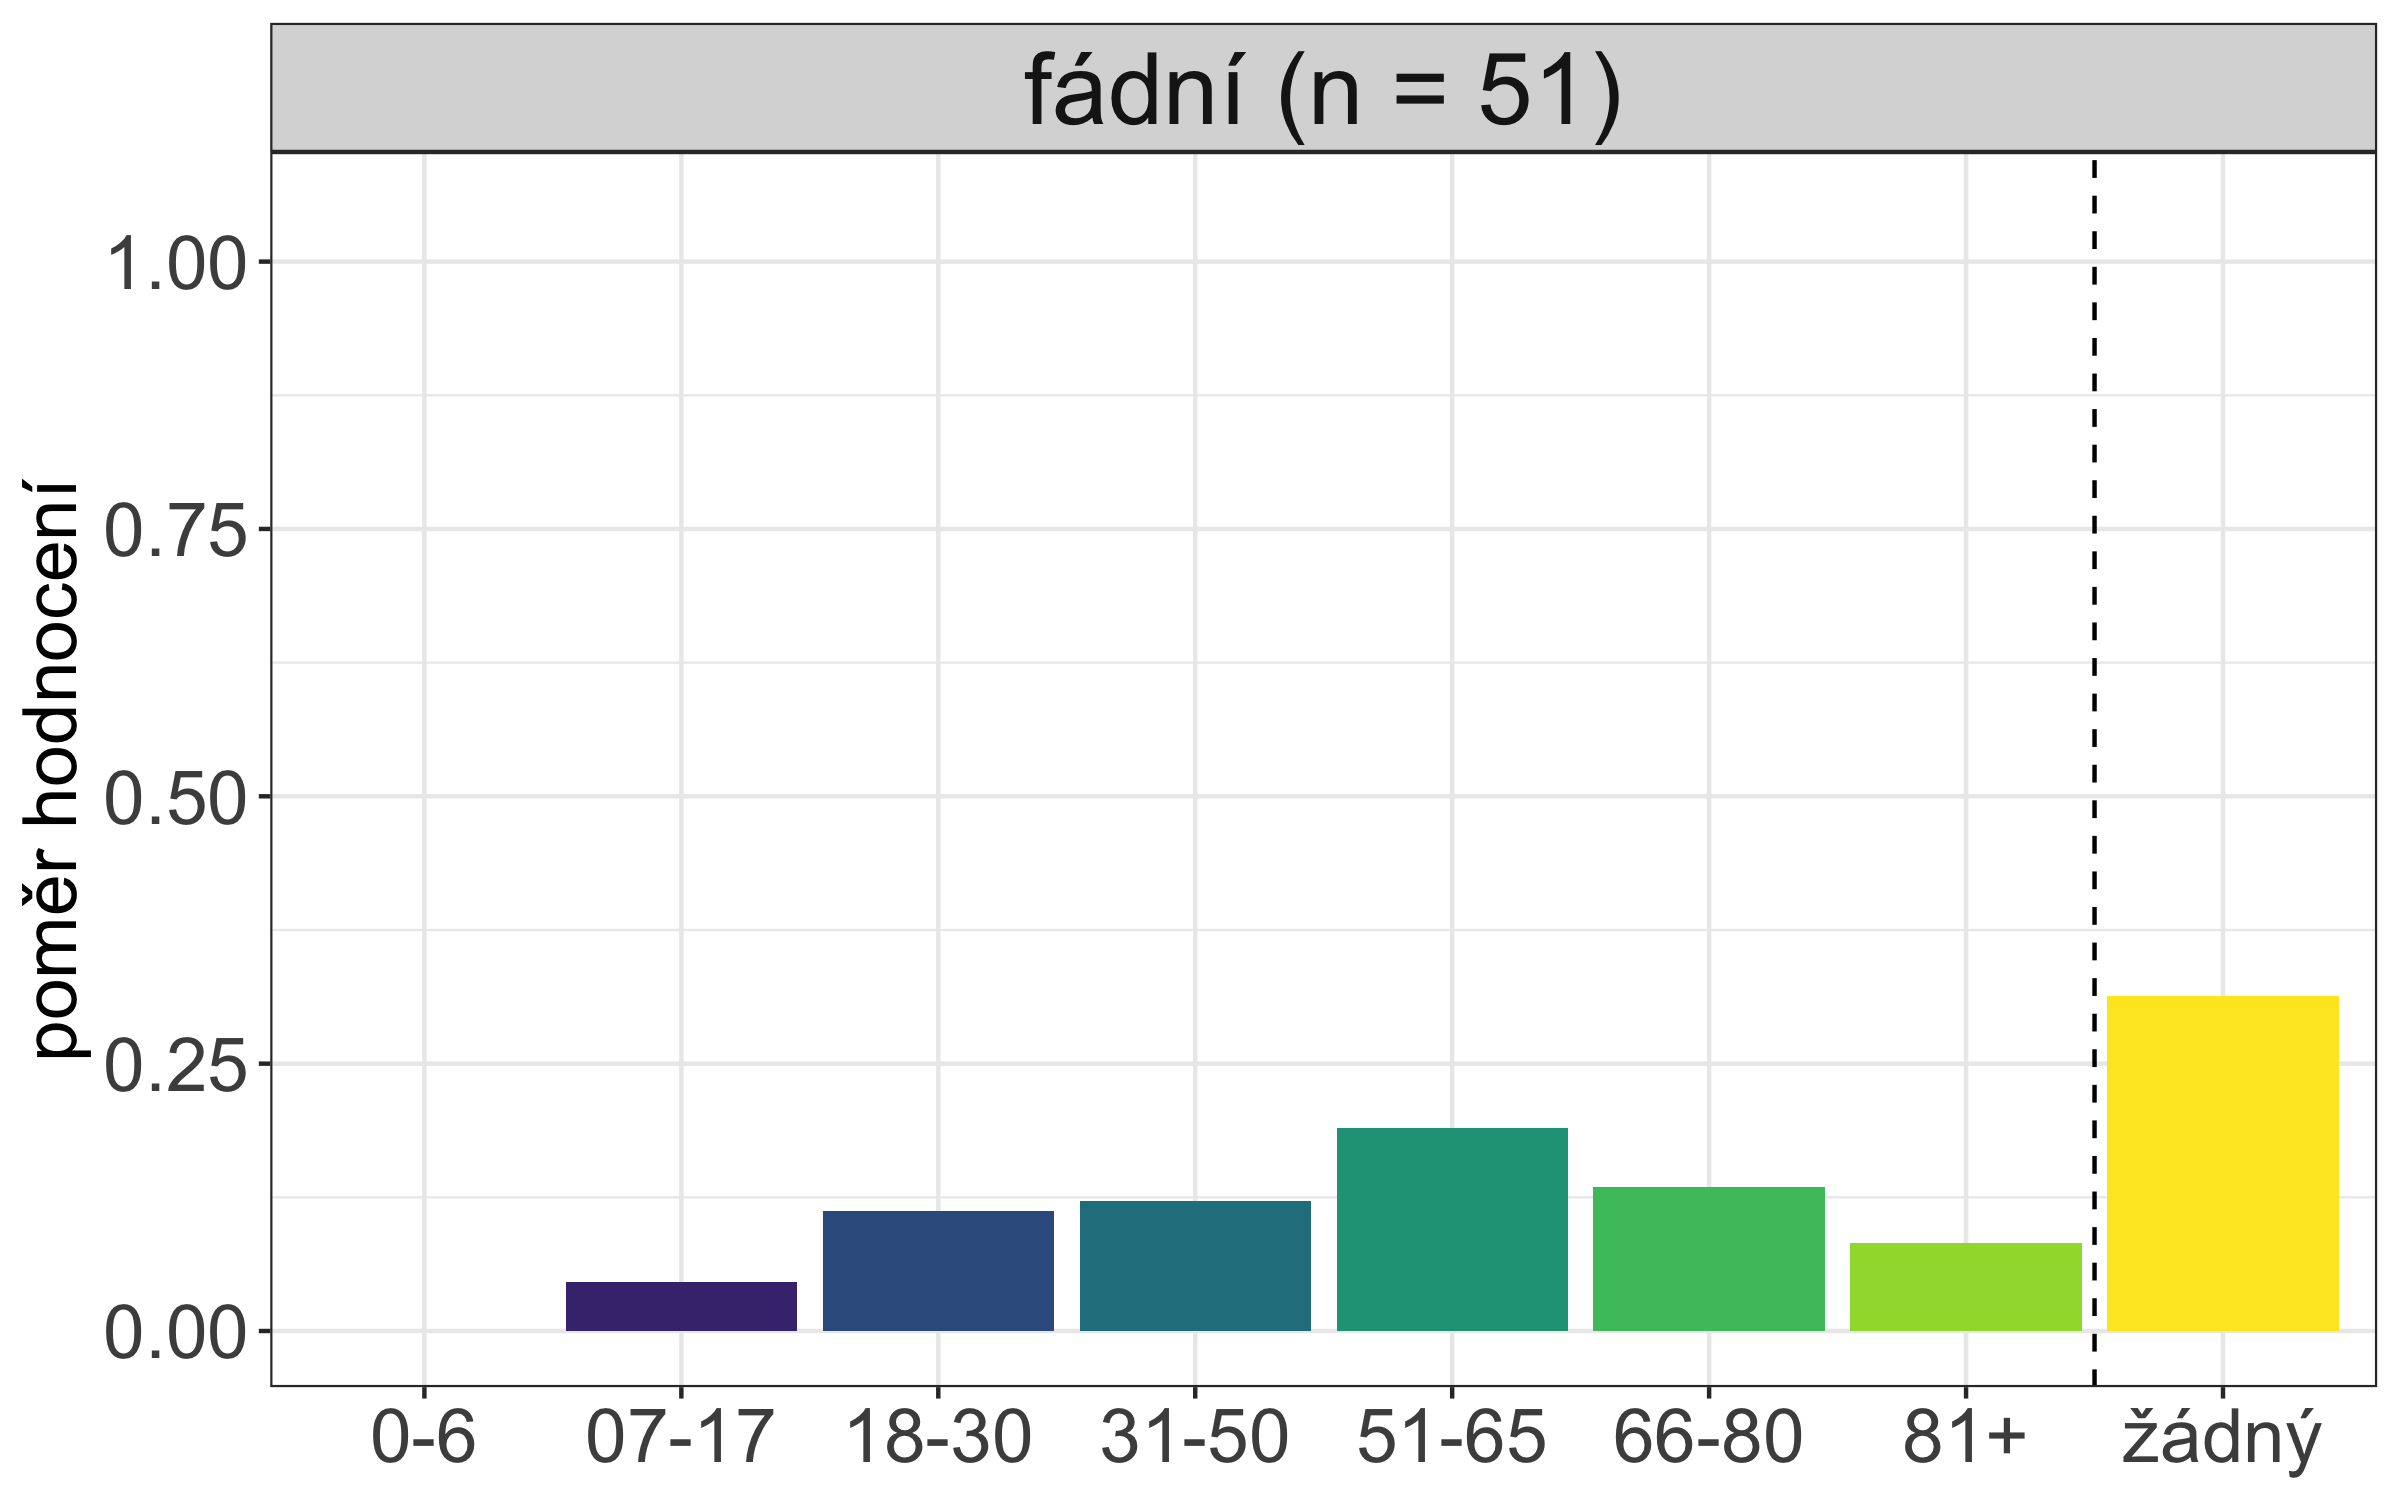 fádní (n = 51)
poměr hodnocení
1.00
0.75
0.50
0.25
0.00
0-6 07-17 18-30 31-50 51-65 66-80 81+ žádný